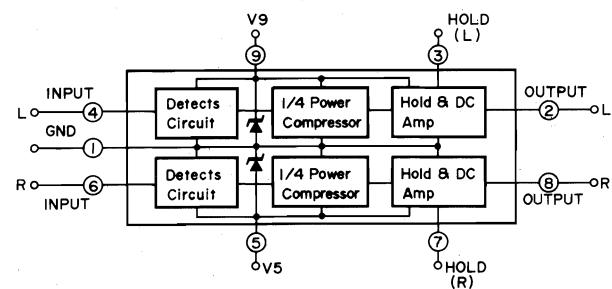 V9
HOLD
(L)
9
3
INPUT
OUTPUT
L
4
Detects
Circuit
1/4 Power
Compressor
Hold & DC
Amp
2
L
GND
1
R
6
Detects
Circuit
1/4 Power
Compressor
Hold & DC
Amp
8
R
INPUT
OUTPUT
5
7
V5
HOLD
(R)